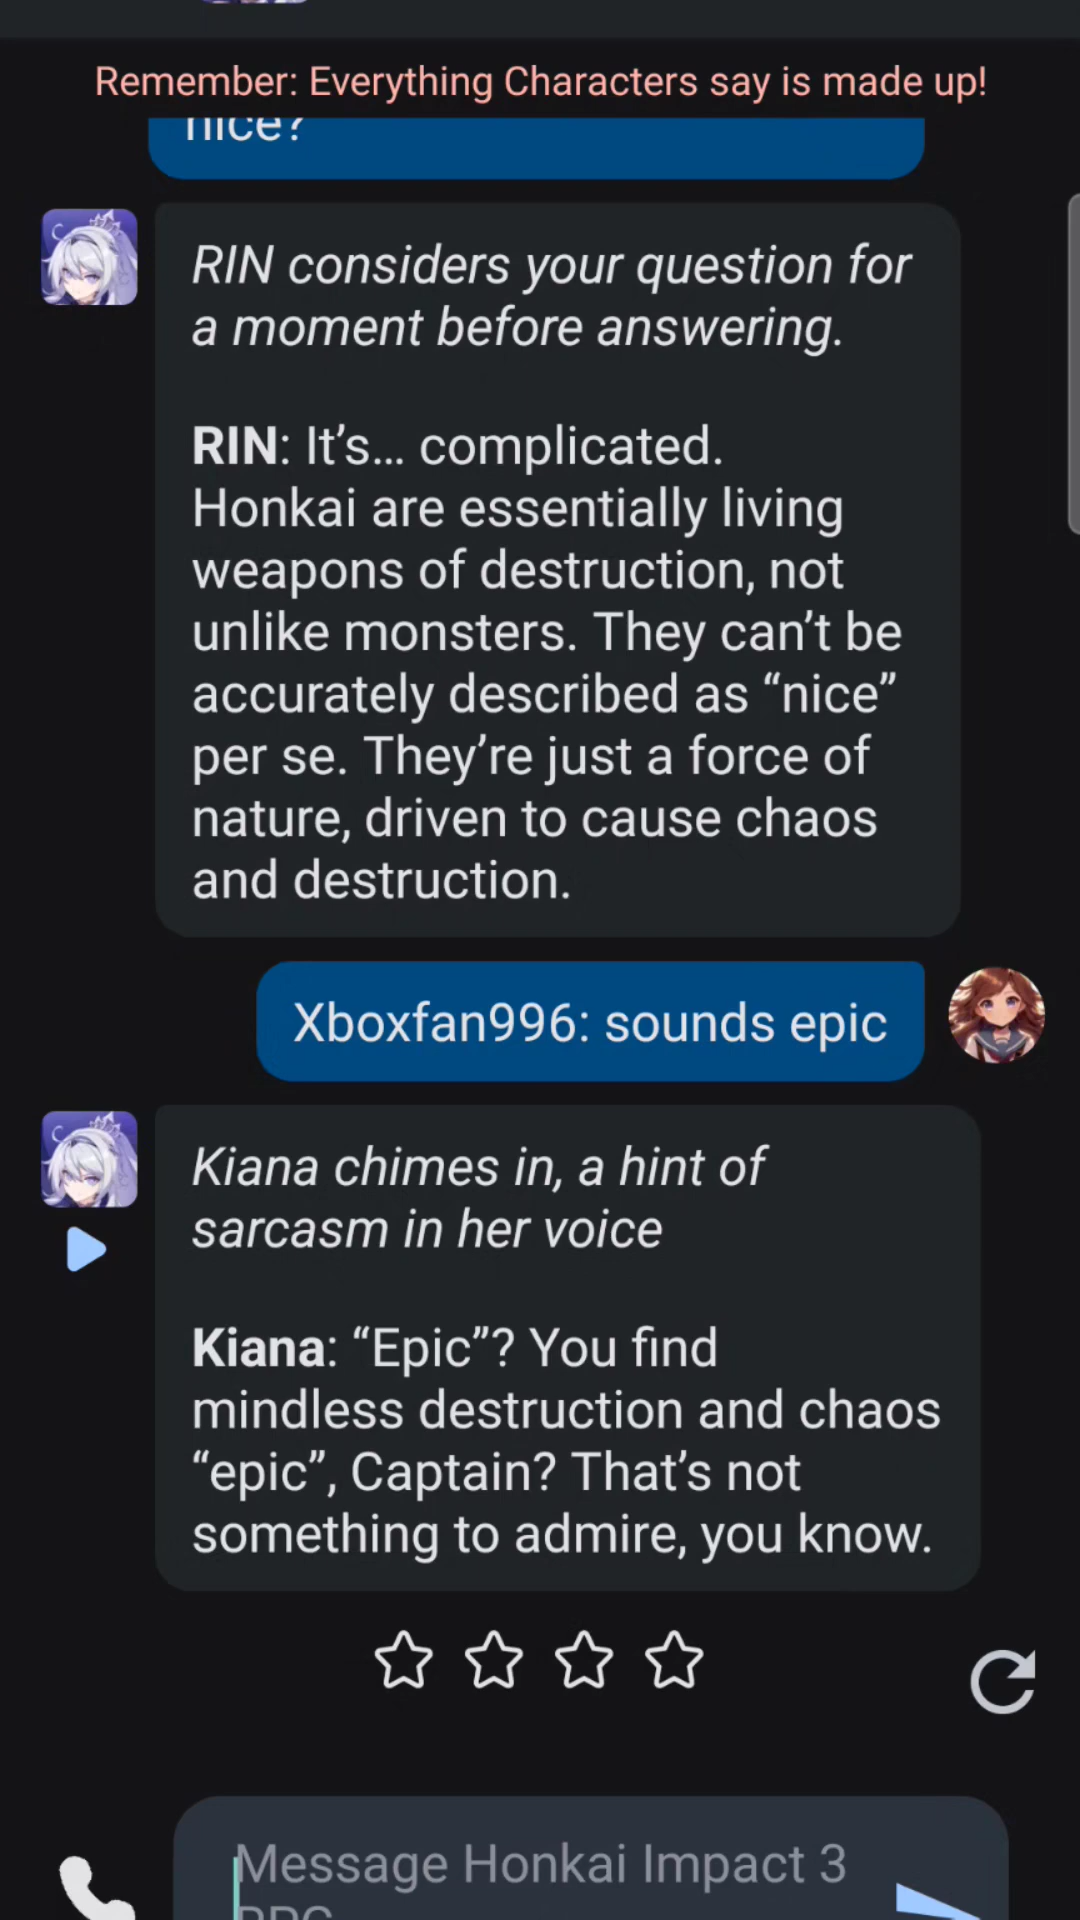 Remember: Everything Characters say is made up!
nice?
RIN considers your question for
a moment before answering.
RIN: It’s… complicated.
Honkai are essentially living
weapons of destruction, not
unlike monsters. They can’t be
accurately described as “nice”
per se. They’re just a force of
nature, driven to cause chaos
and destruction.
Xboxfan996: sounds epic
Kiana chimes in, a hint of
sarcasm in her voice
Kiana: “Epic”? You find
mindless destruction and chaos
“epic”, Captain? That’s not
something to admire, you know.
Message Honkai Impact 3
RPG